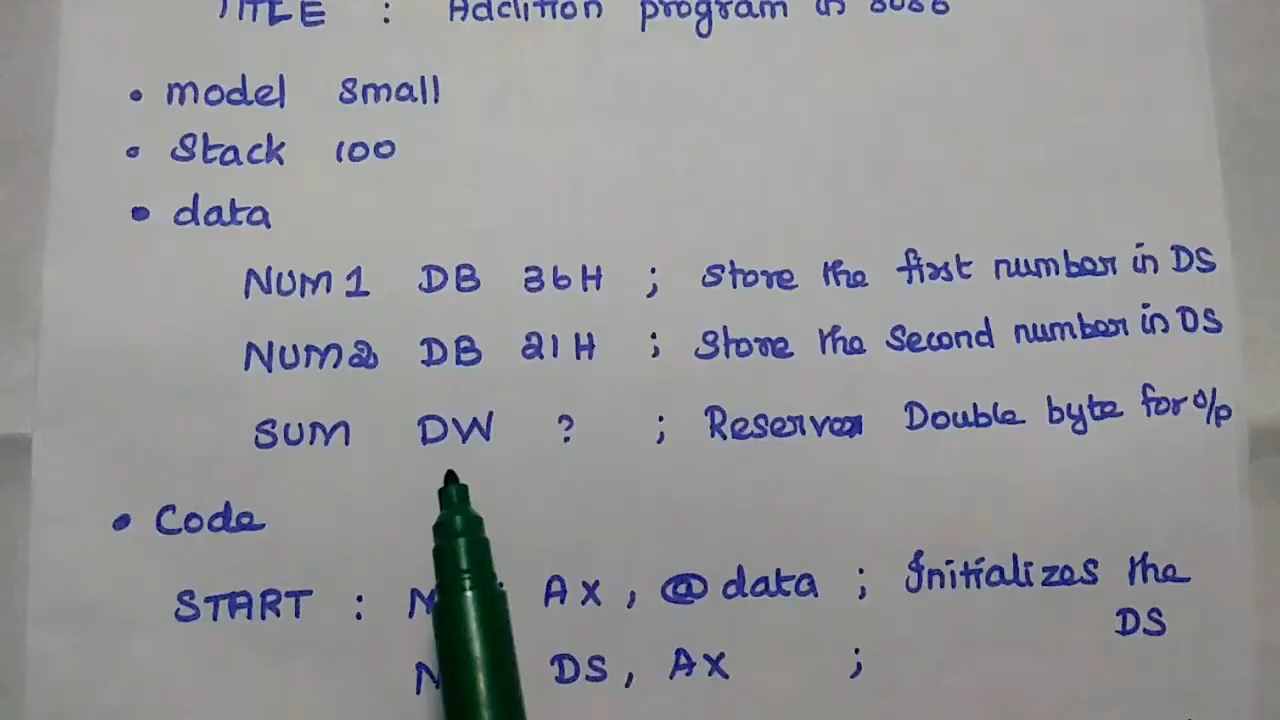 TITLE : Addition program in 8086
• model small
• Stack 100
• data
NUM1 DB 36H ; Store the first number in DS
NUM2 DB 21H ; Store the Second number in DS
SUM DW ? ; Reserves Double byte for o/p
• Code
START : AX, @data ; Initializes the
DS
DS, AX ;